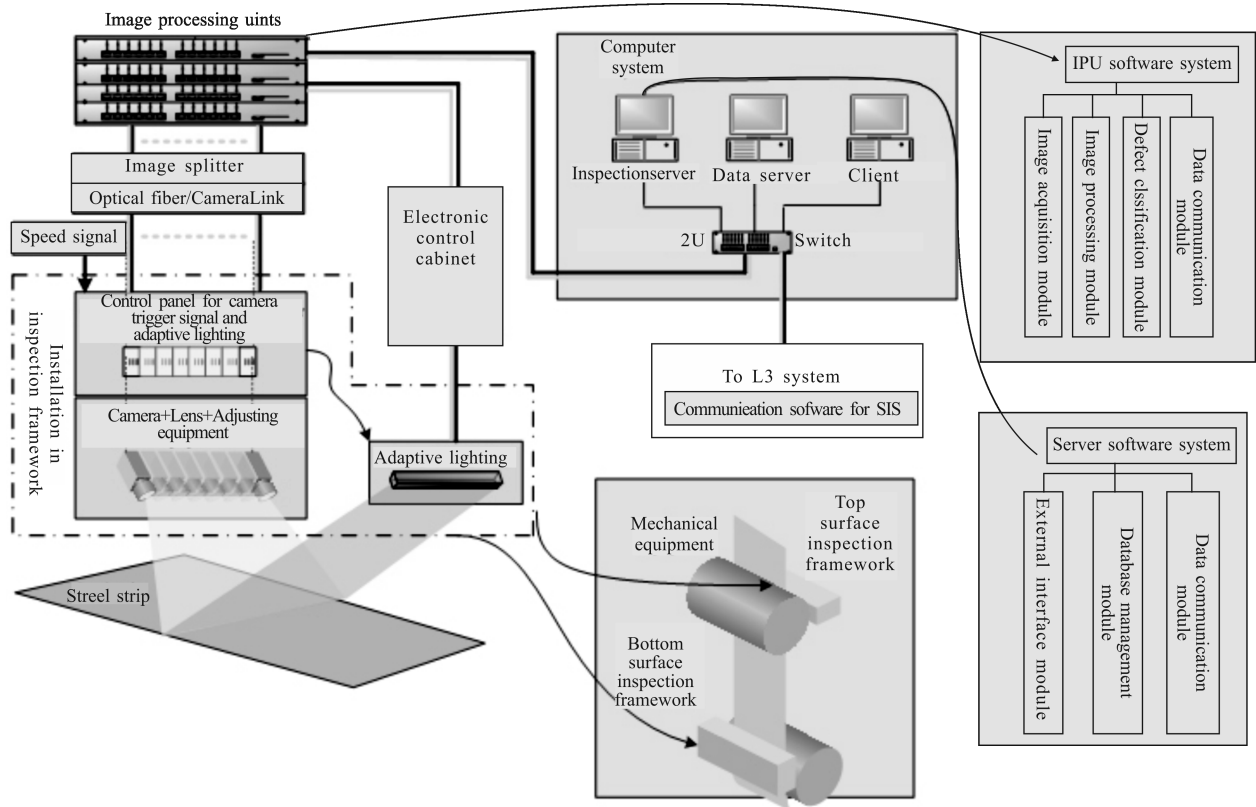 Image processing uints
Image splitter
Optical fiber/CameraLink
Speed signal
Control panel for camera
trigger signal and
adaptive lighting
Installation in
inspection framework
Camera+Lens+Adjusting
equipment
Electronic
control
cabinet
Adaptive lighting
Streel strip
Computer
system
Inspectionserver
Data server
Client
2U
Switch
To L3 system
Communieation sofware for SIS
Mechanical
equipment
Top
surface
inspection
framework
Bottom
surface
inspection
framework
IPU software system
Image acquisition module
Image processing module
Defect clssification module
Data communication
module
Server software system
External interface module
Database management
module
Data communication
module